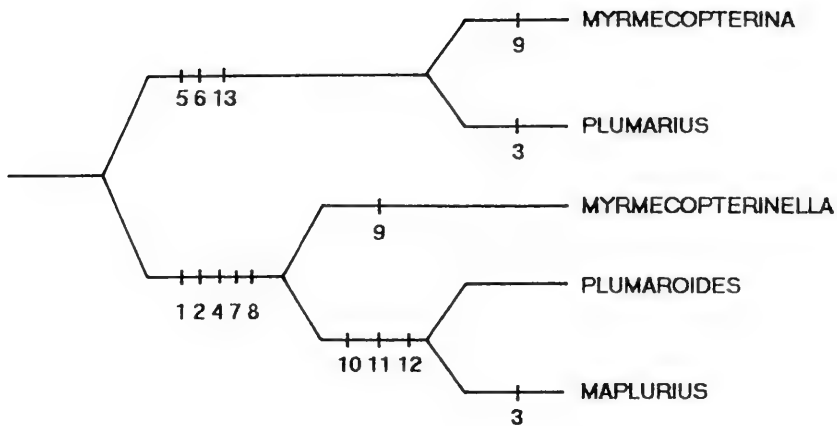 MYRMECOPTERINA
9
5 6 13
PLUMARIUS
3
MYRMECOPTERINELLA
9
PLUMAROIDES
1 2 4 7 8
10 11 12
MAPLURIUS
3